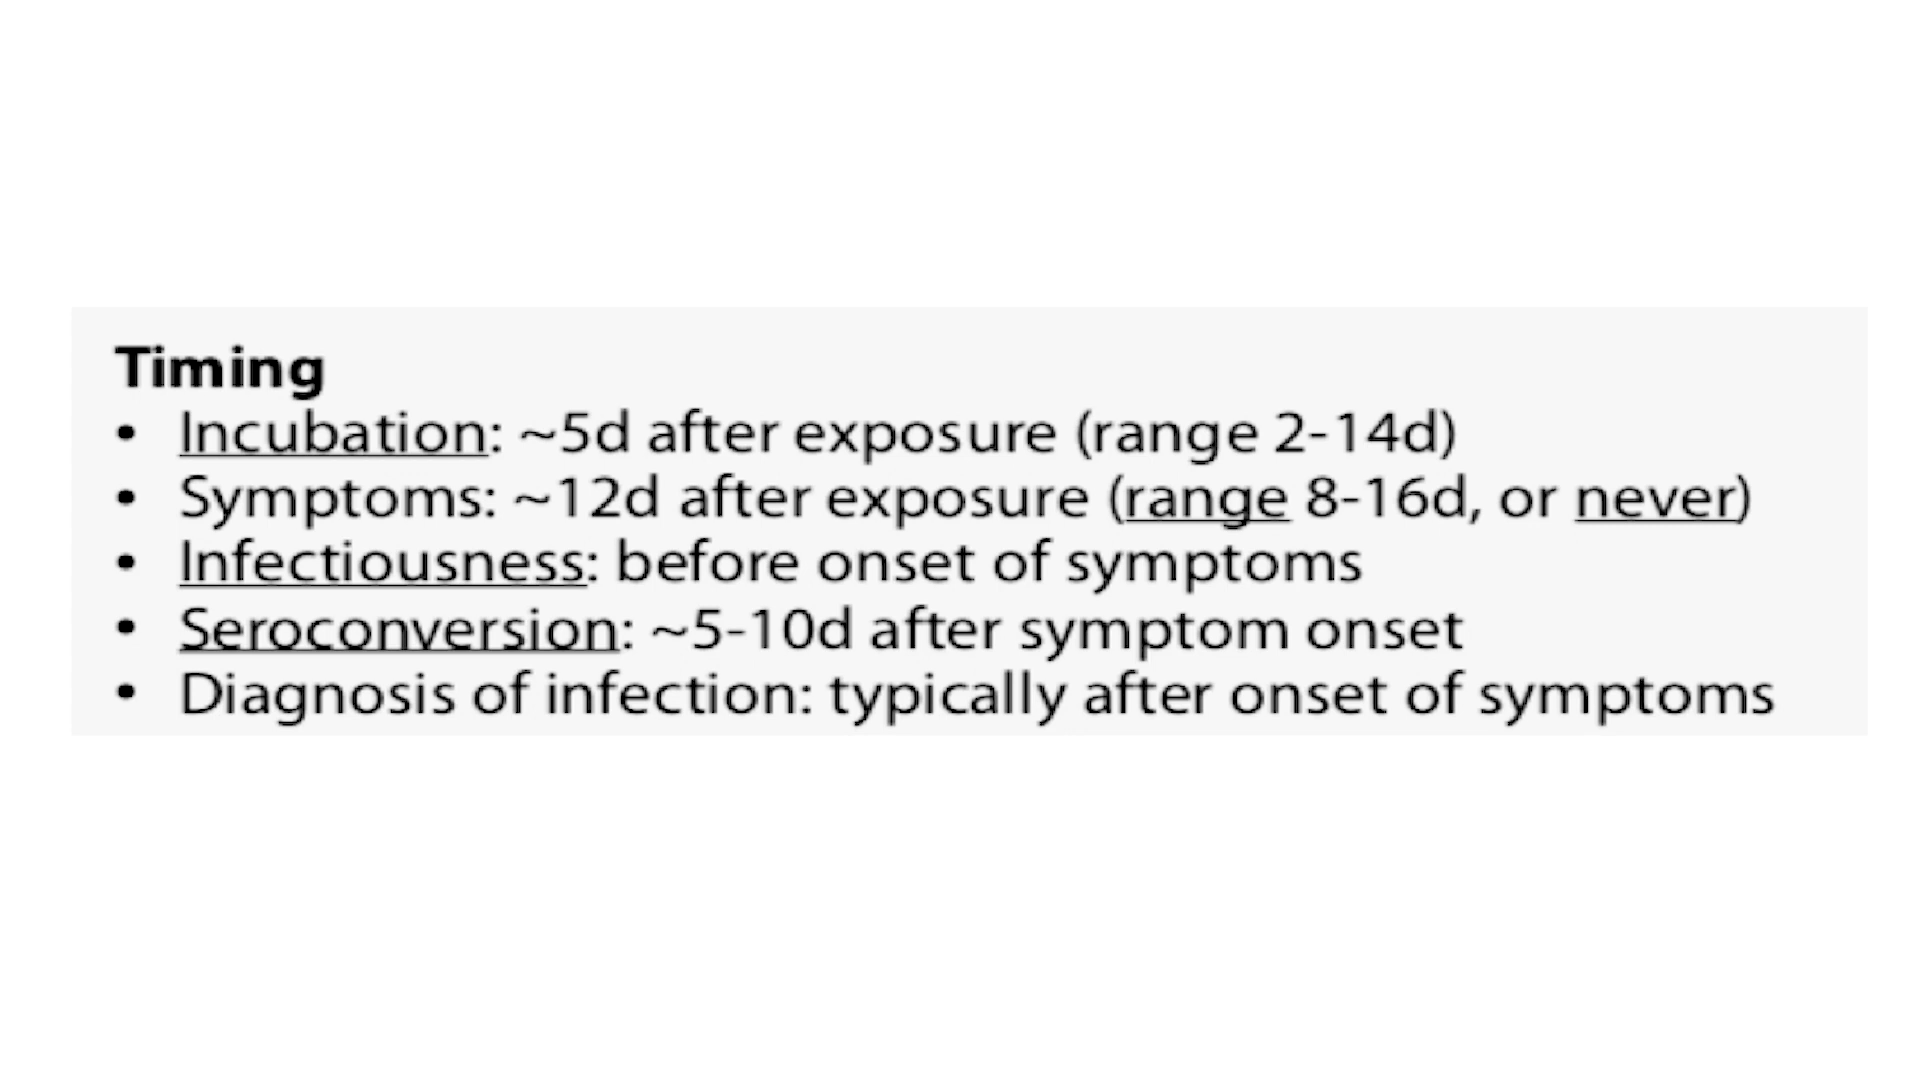 Timing
• Incubation: ~5d after exposure (range 2-14d)
• Symptoms: ~12d after exposure (range 8-16d, or never)
• Infectiousness: before onset of symptoms
• Seroconversion: ~5-10d after symptom onset
• Diagnosis of infection: typically after onset of symptoms